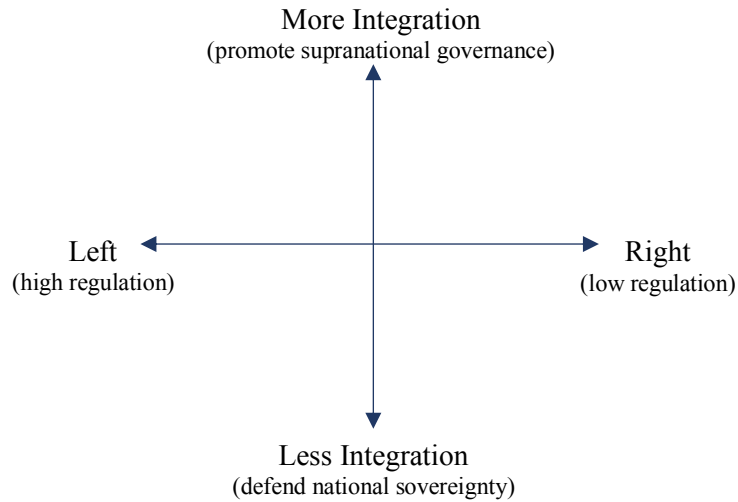 More Integration
(promote supranational governance)
Left
(high regulation)
Right
(low regulation)
Less Integration
(defend national sovereignty)